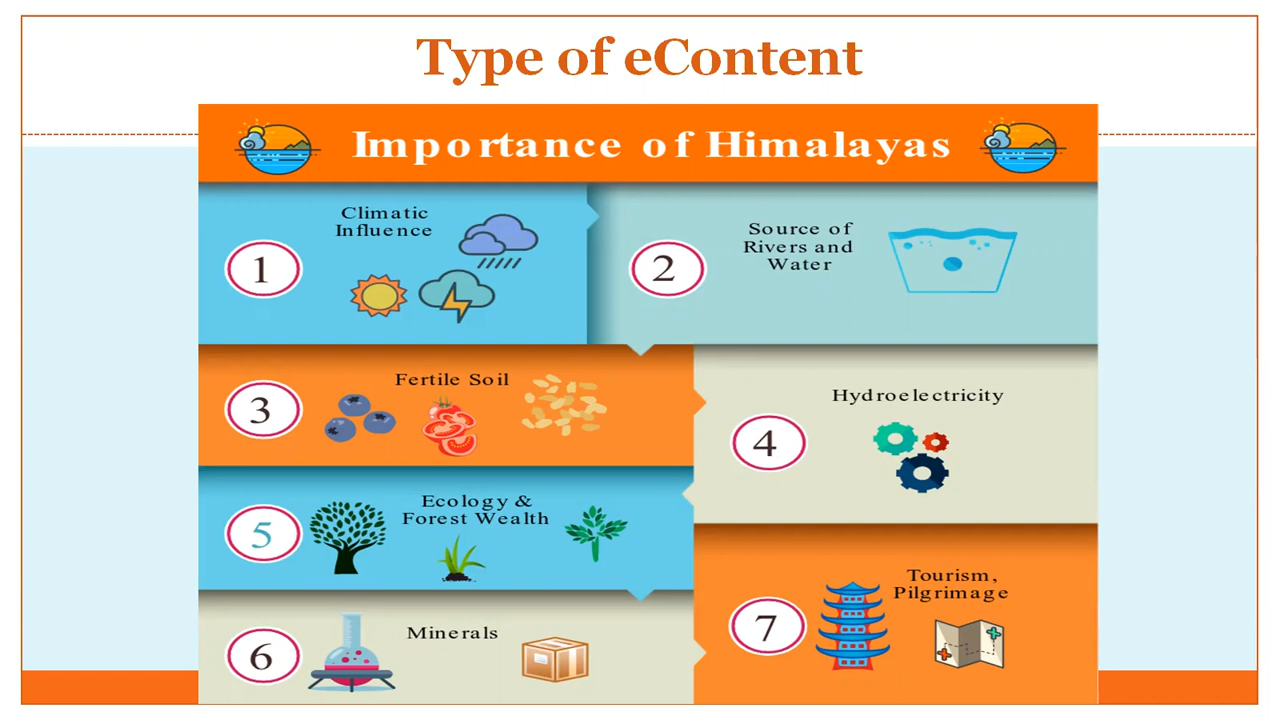 Type of eContent
Importance of Himalayas
1
Climatic
Influence
2
Source of
Rivers and
Water
3
Fertile Soil
4
Hydroelectricity
5
Ecology &
Forest Wealth
6
Minerals
7
Tourism,
Pilgrimage